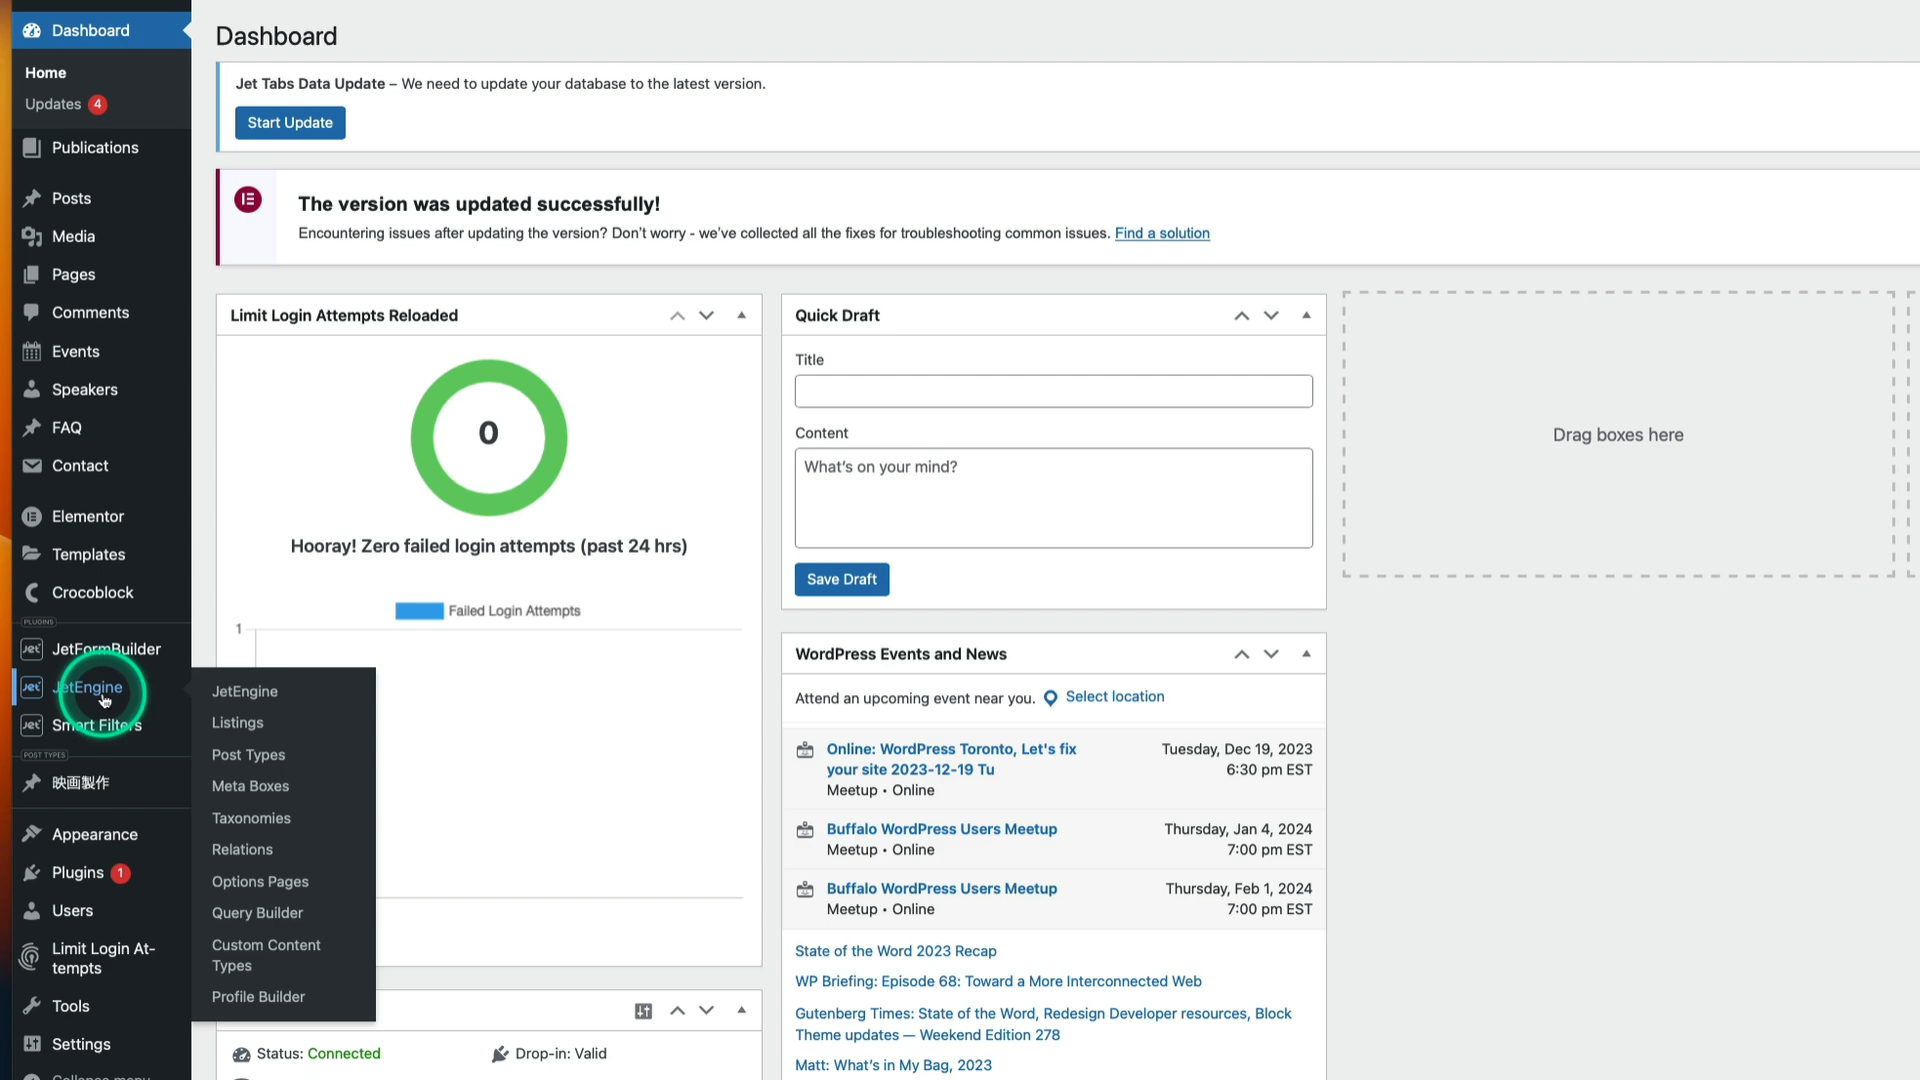 Dashboard
Home
Updates 4
Publications
Posts
Media
Pages
Comments
Events
Speakers
FAQ
Contact
Elementor
Templates
Crocoblock
PLUGINS
Jet JetFormBuilder
Jet JetEngine
Jet Smart Filters
POST TYPES
映画製作
Appearance
Plugins 1
Users
Limit Login At-
tempts
Tools
Settings
Collapse menu
JetEngine
Listings
Post Types
Meta Boxes
Taxonomies
Relations
Options Pages
Query Builder
Custom Content
Types
Profile Builder
Dashboard
Jet Tabs Data Update – We need to update your database to the latest version.
Start Update
The version was updated successfully!
Encountering issues after updating the version? Don't worry - we've collected all the fixes for troubleshooting common issues. Find a solution
Limit Login Attempts Reloaded
0
Hooray! Zero failed login attempts (past 24 hrs)
Failed Login Attempts
1
Status: Connected
Drop-in: Valid
Quick Draft
Title
Content
What's on your mind?
Save Draft
WordPress Events and News
Attend an upcoming event near you. Select location
Online: WordPress Toronto, Let's fix
your site 2023-12-19 Tu
Meetup • Online
Tuesday, Dec 19, 2023
6:30 pm EST
Buffalo WordPress Users Meetup
Meetup • Online
Thursday, Jan 4, 2024
7:00 pm EST
Buffalo WordPress Users Meetup
Meetup • Online
Thursday, Feb 1, 2024
7:00 pm EST
State of the Word 2023 Recap
WP Briefing: Episode 68: Toward a More Interconnected Web
Gutenberg Times: State of the Word, Redesign Developer resources, Block
Theme updates — Weekend Edition 278
Matt: What's in My Bag, 2023
Drag boxes here